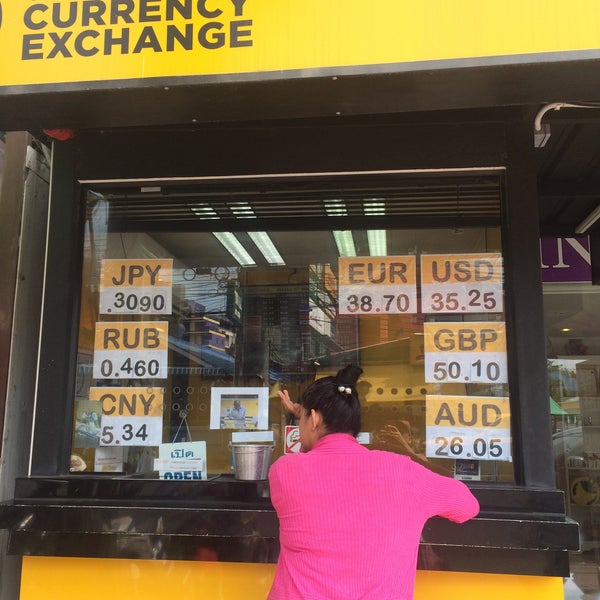 CURRENCY
EXCHANGE
JPY
.3090
EUR
38.70
USD
35.25
RUB
0.460
GBP
50.10
CNY
5.34
AUD
26.05
เปิด
OPEN
IN